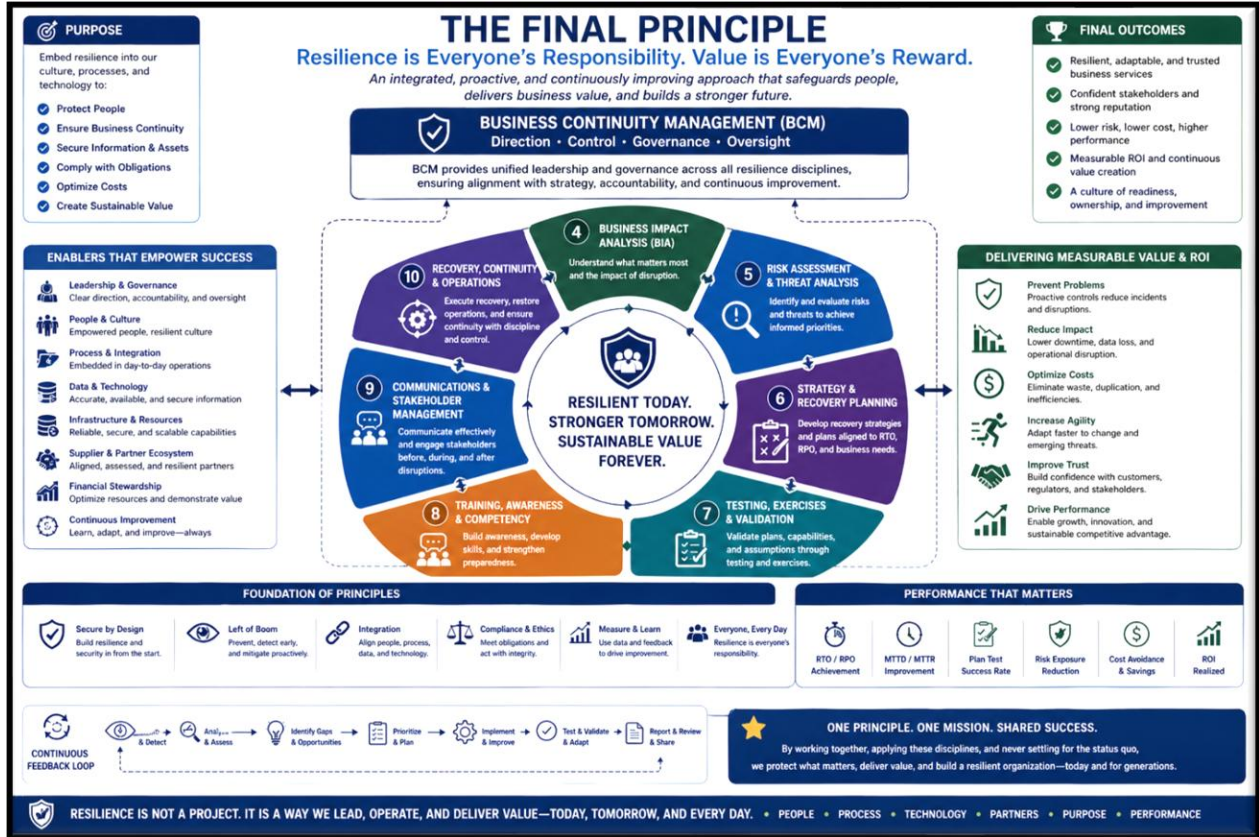 THE FINAL PRINCIPLE
Resilience is Everyone's Responsibility. Value is Everyone's Reward.
An integrated, proactive, and continuously improving approach that safeguards people,
delivers business value, and builds a stronger future.
PURPOSE
Embed resilience into our
culture, processes, and
technology to:
Protect People
Ensure Business Continuity
Secure Information & Assets
Comply with Obligations
Optimize Costs
Create Sustainable Value
BUSINESS CONTINUITY MANAGEMENT (BCM)
Direction • Control • Governance • Oversight
BCM provides unified leadership and governance across all resilience disciplines,
ensuring alignment with strategy, accountability, and continuous improvement.
FINAL OUTCOMES
Resilient, adaptable, and trusted
business services
Confident stakeholders and
strong reputation
Lower risk, lower cost, higher
performance
Measurable ROI and continuous
value creation
A culture of readiness,
ownership, and improvement
ENABLERS THAT EMPOWER SUCCESS
Leadership & Governance
Clear direction, accountability, and oversight
People & Culture
Empowered people, resilient culture
Process & Integration
Embedded in day-to-day operations
Data & Technology
Accurate, available, and secure information
Infrastructure & Resources
Reliable, secure, and scalable capabilities
Supplier & Partner Ecosystem
Aligned, assessed, and resilient partners
Financial Stewardship
Optimize resources and demonstrate value
Continuous Improvement
Learn, adapt, and improve—always
4
BUSINESS IMPACT
ANALYSIS (BIA)
Understand what matters most
and the impact of disruption.
5
RISK ASSESSMENT
& THREAT ANALYSIS
Identify and evaluate risks
and threats to achieve
informed priorities.
6
STRATEGY &
RECOVERY PLANNING
Develop recovery strategies
and plans aligned to RTO,
RPO, and business needs.
7
TESTING, EXERCISES
& VALIDATION
Validate plans, capabilities,
and assumptions through
testing and exercises.
8
TRAINING, AWARENESS
& COMPETENCY
Build awareness, develop
skills, and strengthen
preparedness.
9
COMMUNICATIONS &
STAKEHOLDER
MANAGEMENT
Communicate effectively
and engage stakeholders
before, during, and after
disruptions.
10
RECOVERY, CONTINUITY
& OPERATIONS
Execute recovery, restore
operations, and ensure
continuity with discipline
and control.
RESILIENT TODAY.
STRONGER TOMORROW.
SUSTAINABLE VALUE
FOREVER.
DELIVERING MEASURABLE VALUE & ROI
Prevent Problems
Proactive controls reduce incidents
and disruptions.
Reduce Impact
Lower downtime, data loss, and
operational disruption.
Optimize Costs
Eliminate waste, duplication, and
inefficiencies.
Increase Agility
Adapt faster to change and
emerging threats.
Improve Trust
Build confidence with customers,
regulators, and stakeholders.
Drive Performance
Enable growth, innovation, and
sustainable competitive advantage.
FOUNDATION OF PRINCIPLES
Secure by Design
Build resilience and
security in from the start.
Left of Boom
Prevent, detect early,
and mitigate proactively.
Integration
Align people, process,
data, and technology.
Compliance & Ethics
Meet obligations and
act with integrity.
Measure & Learn
Use data and feedback
to drive improvement.
Everyone, Every Day
Resilience is everyone's
responsibility.
PERFORMANCE THAT MATTERS
RTO / RPO
Achievement
MTTD / MTTR
Improvement
Plan Test
Success Rate
Risk Exposure
Reduction
Cost Avoidance
& Savings
ROI
Realized
CONTINUOUS
FEEDBACK LOOP
& Detect
& Assess
Identify Gaps
& Opportunities
Prioritize
& Plan
Implement
& Improve
Test & Validate
& Adapt
Report & Review
& Share
ONE PRINCIPLE. ONE MISSION. SHARED SUCCESS.
By working together, applying these disciplines, and never settling for the status quo,
we protect what matters, deliver value, and build a resilient organization—today and for generations.
RESILIENCE IS NOT A PROJECT. IT IS A WAY WE LEAD, OPERATE, AND DELIVER VALUE—TODAY, TOMORROW, AND EVERY DAY. • PEOPLE • PROCESS • TECHNOLOGY • PARTNERS • PURPOSE • PERFORMANCE